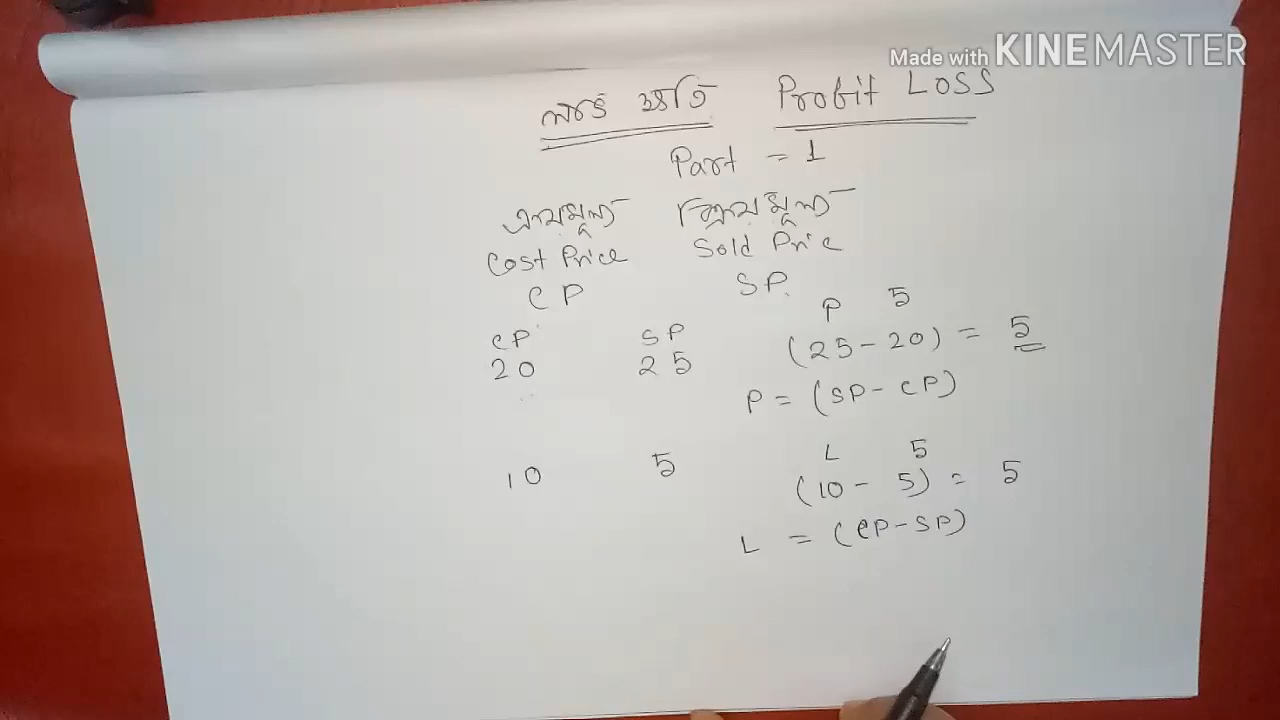 Made with KINEMASTER
লাভ ক্ষতি Profit Loss
Part - 1
ক্রয়মূল্য বিক্রয়মূল্য
Cost Price Sold Price
CP SP
CP SP P 5
20 25 (25 - 20) = 5
P = (SP - CP)
L 5
10 5 (10 - 5) = 5
L = (CP - SP)